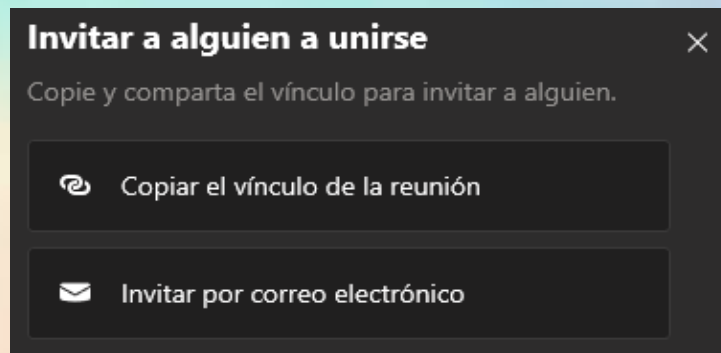 Invitar a alguien a unirse
Copie y comparta el vínculo para invitar a alguien.
Copiar el vínculo de la reunión
Invitar por correo electrónico